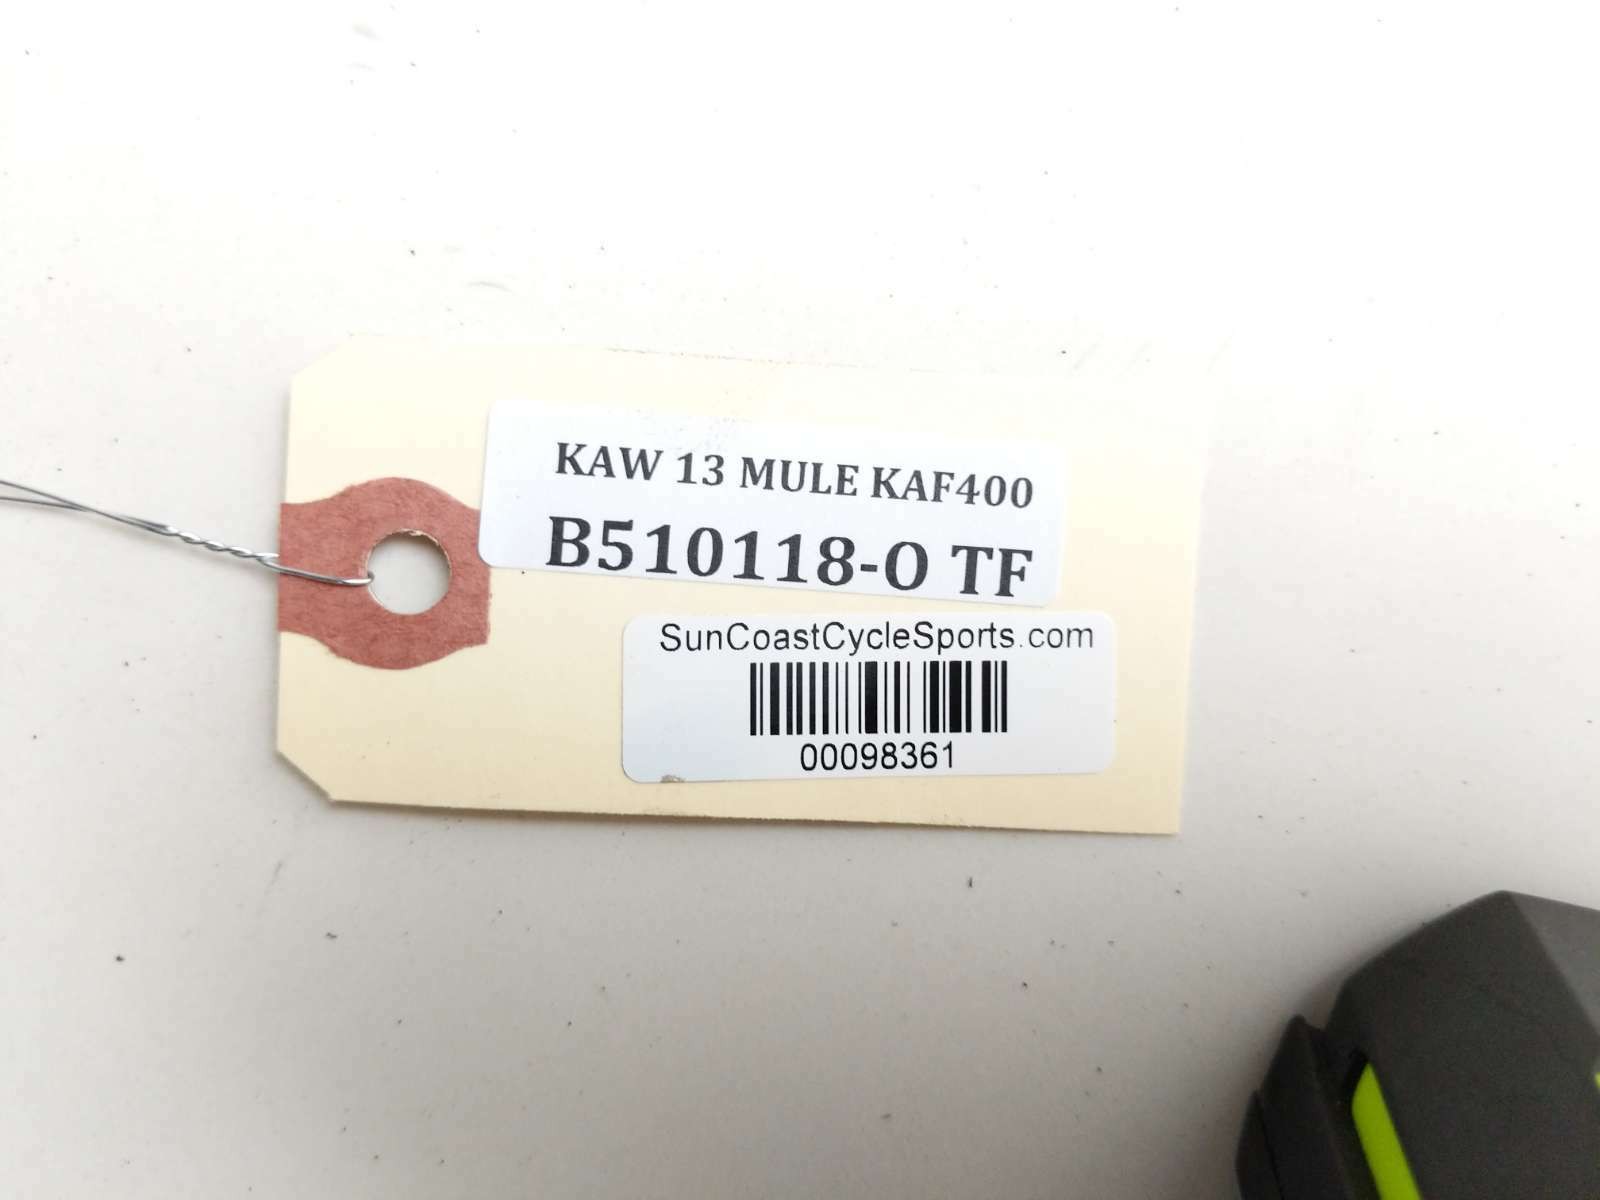 KAW 13 MULE KAF400
B510118-O TF
SunCoastCycleSports.com
00098361